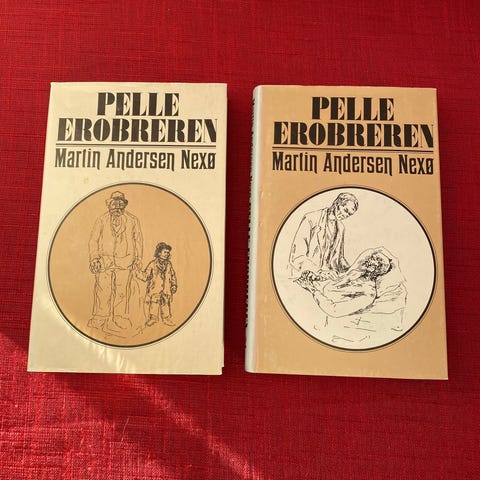 PELLE
EROBREREN
Martin Andersen Nexø
PELLE
EROBREREN
Martin Andersen Nexø